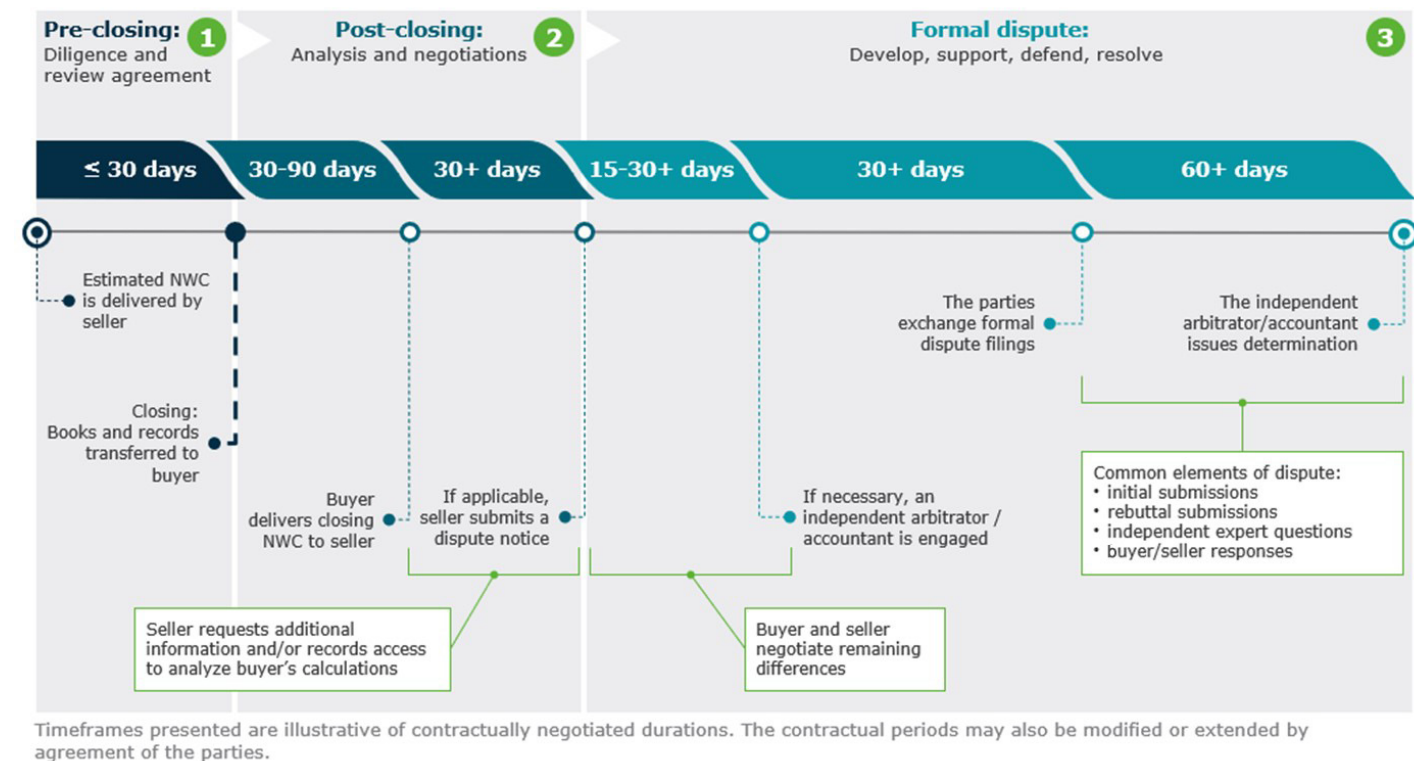 Pre-closing:
Diligence and
review agreement
1
Post-closing:
Analysis and negotiations
2
Formal dispute:
Develop, support, defend, resolve
3
≤ 30 days
30-90 days
30+ days
15-30+ days
30+ days
60+ days
Estimated NWC
is delivered by
seller
Closing:
Books and records
transferred to
buyer
Buyer
delivers closing
NWC to seller
If applicable,
seller submits a
dispute notice
If necessary, an
independent arbitrator /
accountant is engaged
The parties
exchange formal
dispute filings
The independent
arbitrator/accountant
issues determination
Seller requests additional
information and/or records access
to analyze buyer’s calculations
Buyer and seller
negotiate remaining
differences
Common elements of dispute:
• initial submissions
• rebuttal submissions
• independent expert questions
• buyer/seller responses
Timeframes presented are illustrative of contractually negotiated durations. The contractual periods may also be modified or extended by
agreement of the parties.